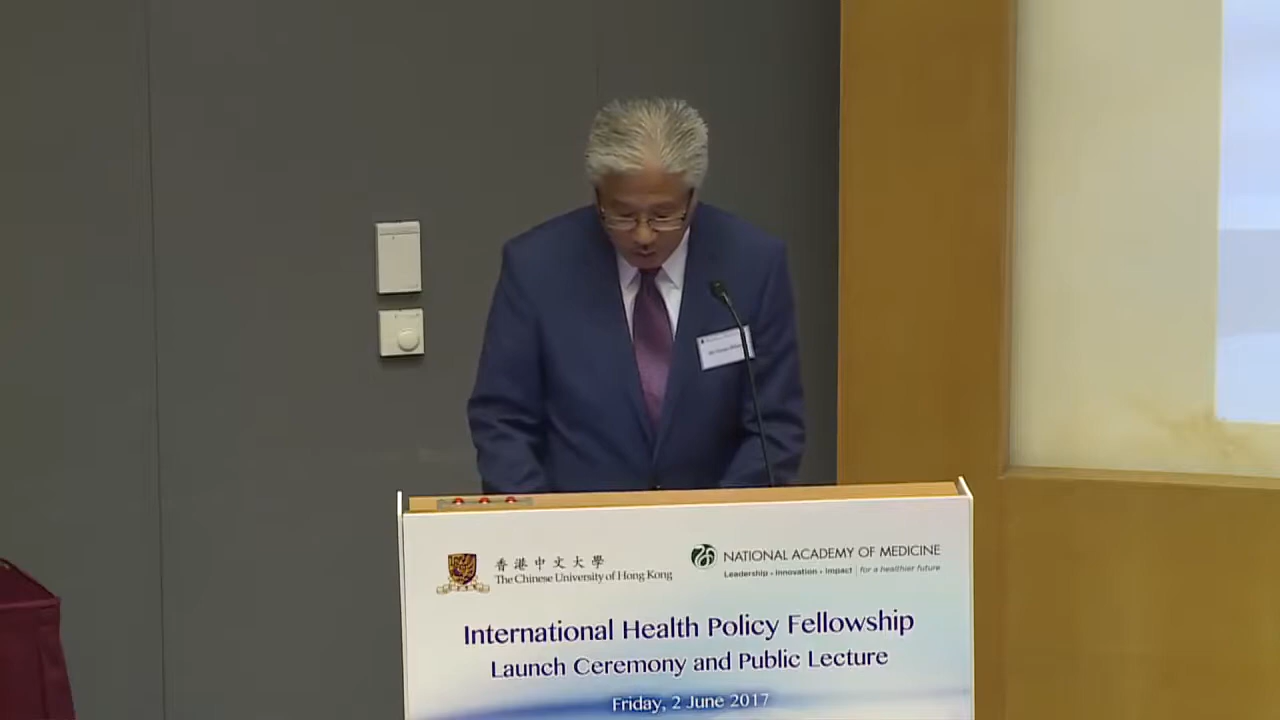 香港中文大學
The Chinese University of Hong Kong
NATIONAL ACADEMY OF MEDICINE
Leadership • Innovation • Impact | for a healthier future
International Health Policy Fellowship
Launch Ceremony and Public Lecture
Friday, 2 June 2017